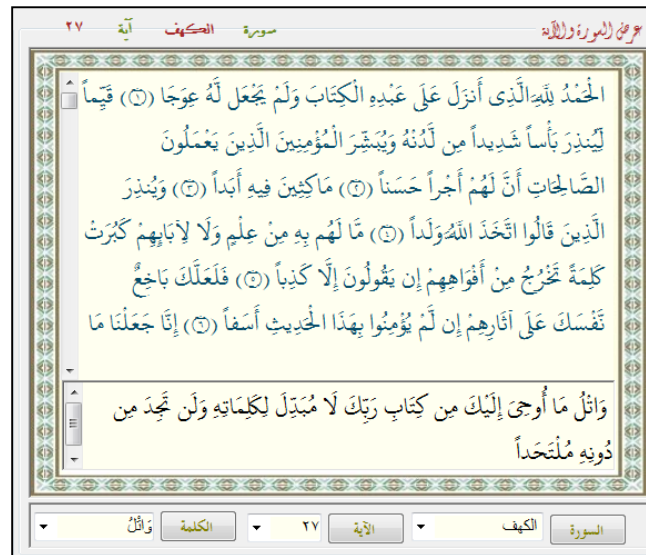 عرض السورة والآية
سورة الكهف آية ٢٧
الْحَمْدُ لِلَّهِ الَّذِى أَنزَلَ عَلَى عَبْدِهِ الْكِتَابَ وَلَمْ يَجْعَل لَّهُ عِوَجَا (١) قَيِّماً
لِّيُنذِرَ بَأْساً شَدِيداً مِن لَّدُنْهُ وَيُبَشِّرَ الْمُؤْمِنِينَ الَّذِينَ يَعْمَلُونَ
الصَّالِحَاتِ أَنَّ لَهُمْ أَجْراً حَسَناً (٢) مَاكِثِينَ فِيهِ أَبَداً (٣) وَيُنذِرَ
الَّذِينَ قَالُوا اتَّخَذَ اللَّهُ وَلَداً (٤) مَّا لَهُم بِهِ مِنْ عِلْمٍ وَلَا لِآبَائِهِمْ كَبُرَتْ
كَلِمَةً تَخْرُجُ مِنْ أَفْوَاهِهِمْ إِن يَقُولُونَ إِلَّا كَذِباً (٥) فَلَعَلَّكَ بَاخِعٌ
نَّفْسَكَ عَلَى آثَارِهِمْ إِن لَّمْ يُؤْمِنُوا بِهَذَا الْحَدِيثِ أَسَفاً (٦) إِنَّا جَعَلْنَا مَا
وَاتْلُ مَا أُوحِىَ إِلَيْكَ مِن كِتَابِ رَبِّكَ لَا مُبَدِّلَ لِكَلِمَاتِهِ وَلَن تَجِدَ مِن
دُونِهِ مُلْتَحَداً
السورة الكهف الآية ٢٧ الكلمة وَاتْلُ